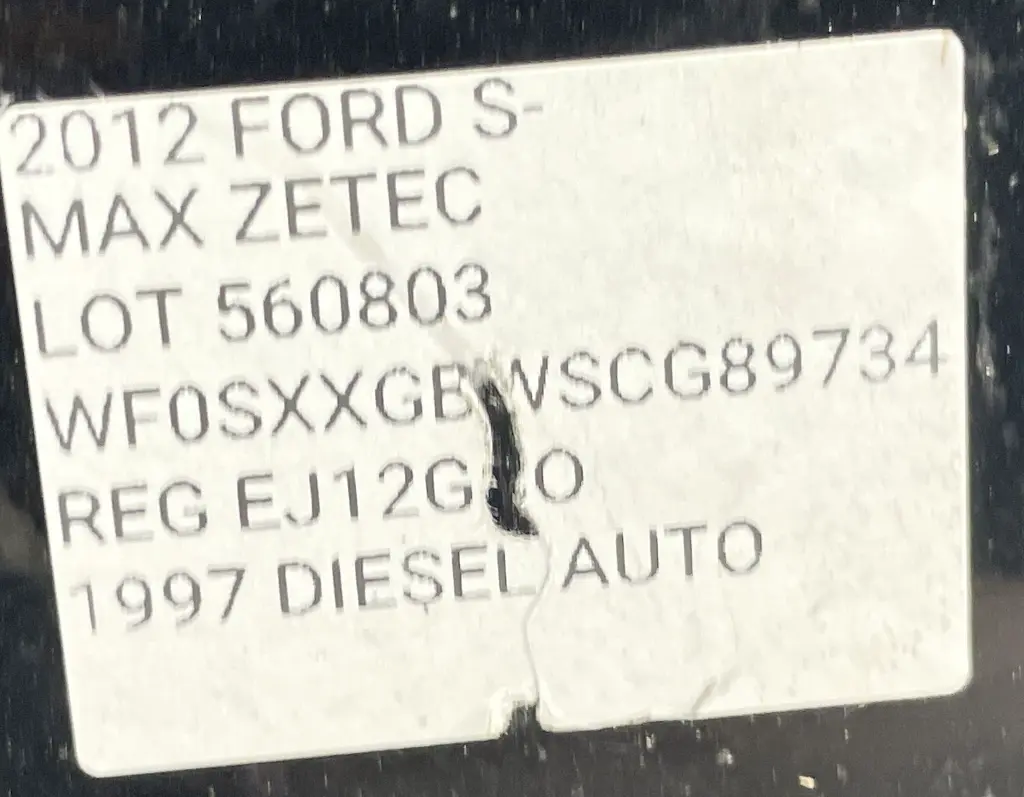 2012 FORD S-
MAX ZETEC
LOT 560803
WF0SXXGBWSCG89734
REG
1997 DIESEL AUTO